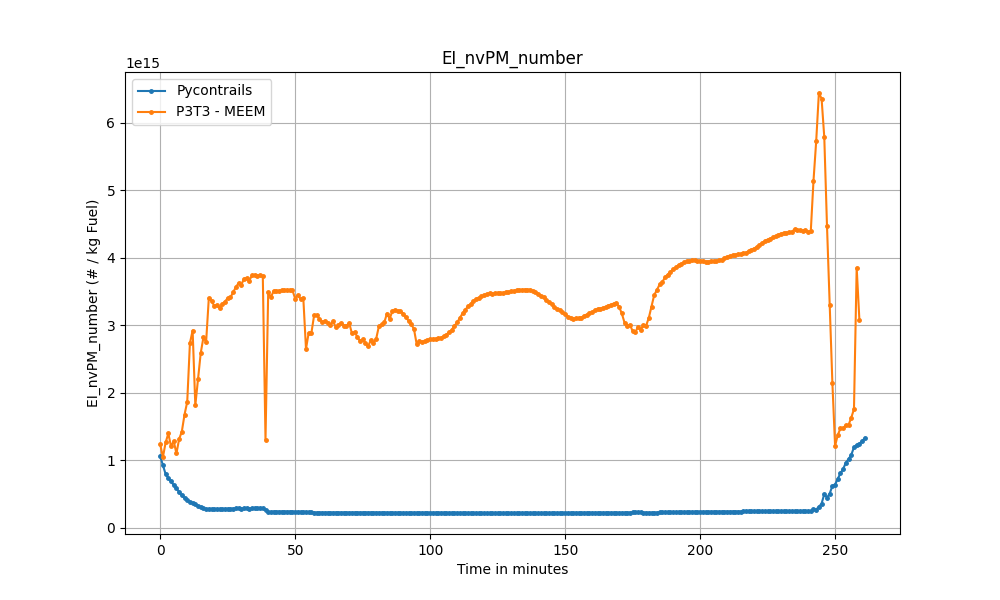 EI_nvPM_number
1e15
Pycontrails
P3T3 - MEEM
EI_nvPM_number (# / kg Fuel)
6
5
4
3
2
1
0
0 50 100 150 200 250
Time in minutes